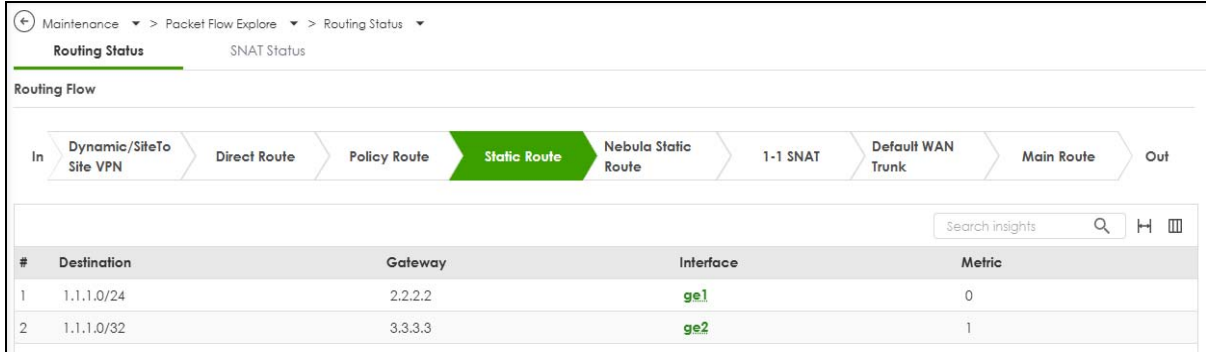 Maintenance > Packet Flow Explore > Routing Status
Routing Status SNAT Status
Routing Flow
In Dynamic/SiteTo Site VPN Direct Route Policy Route Static Route Nebula Static Route 1-1 SNAT Default WAN Trunk Main Route Out
Search insights
# Destination Gateway Interface Metric
1 1.1.1.0/24 2.2.2.2 ge1 0
2 1.1.1.0/32 3.3.3.3 ge2 1